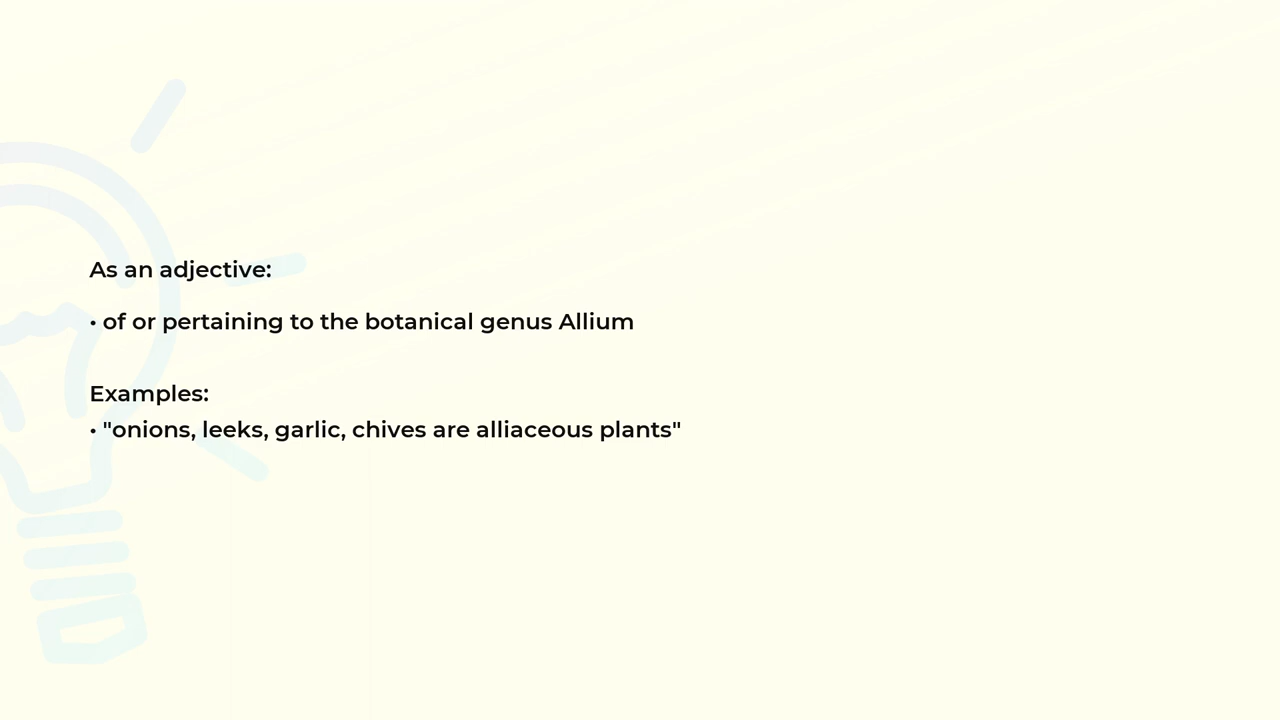 As an adjective:
• of or pertaining to the botanical genus Allium
Examples:
• "onions, leeks, garlic, chives are alliaceous plants"